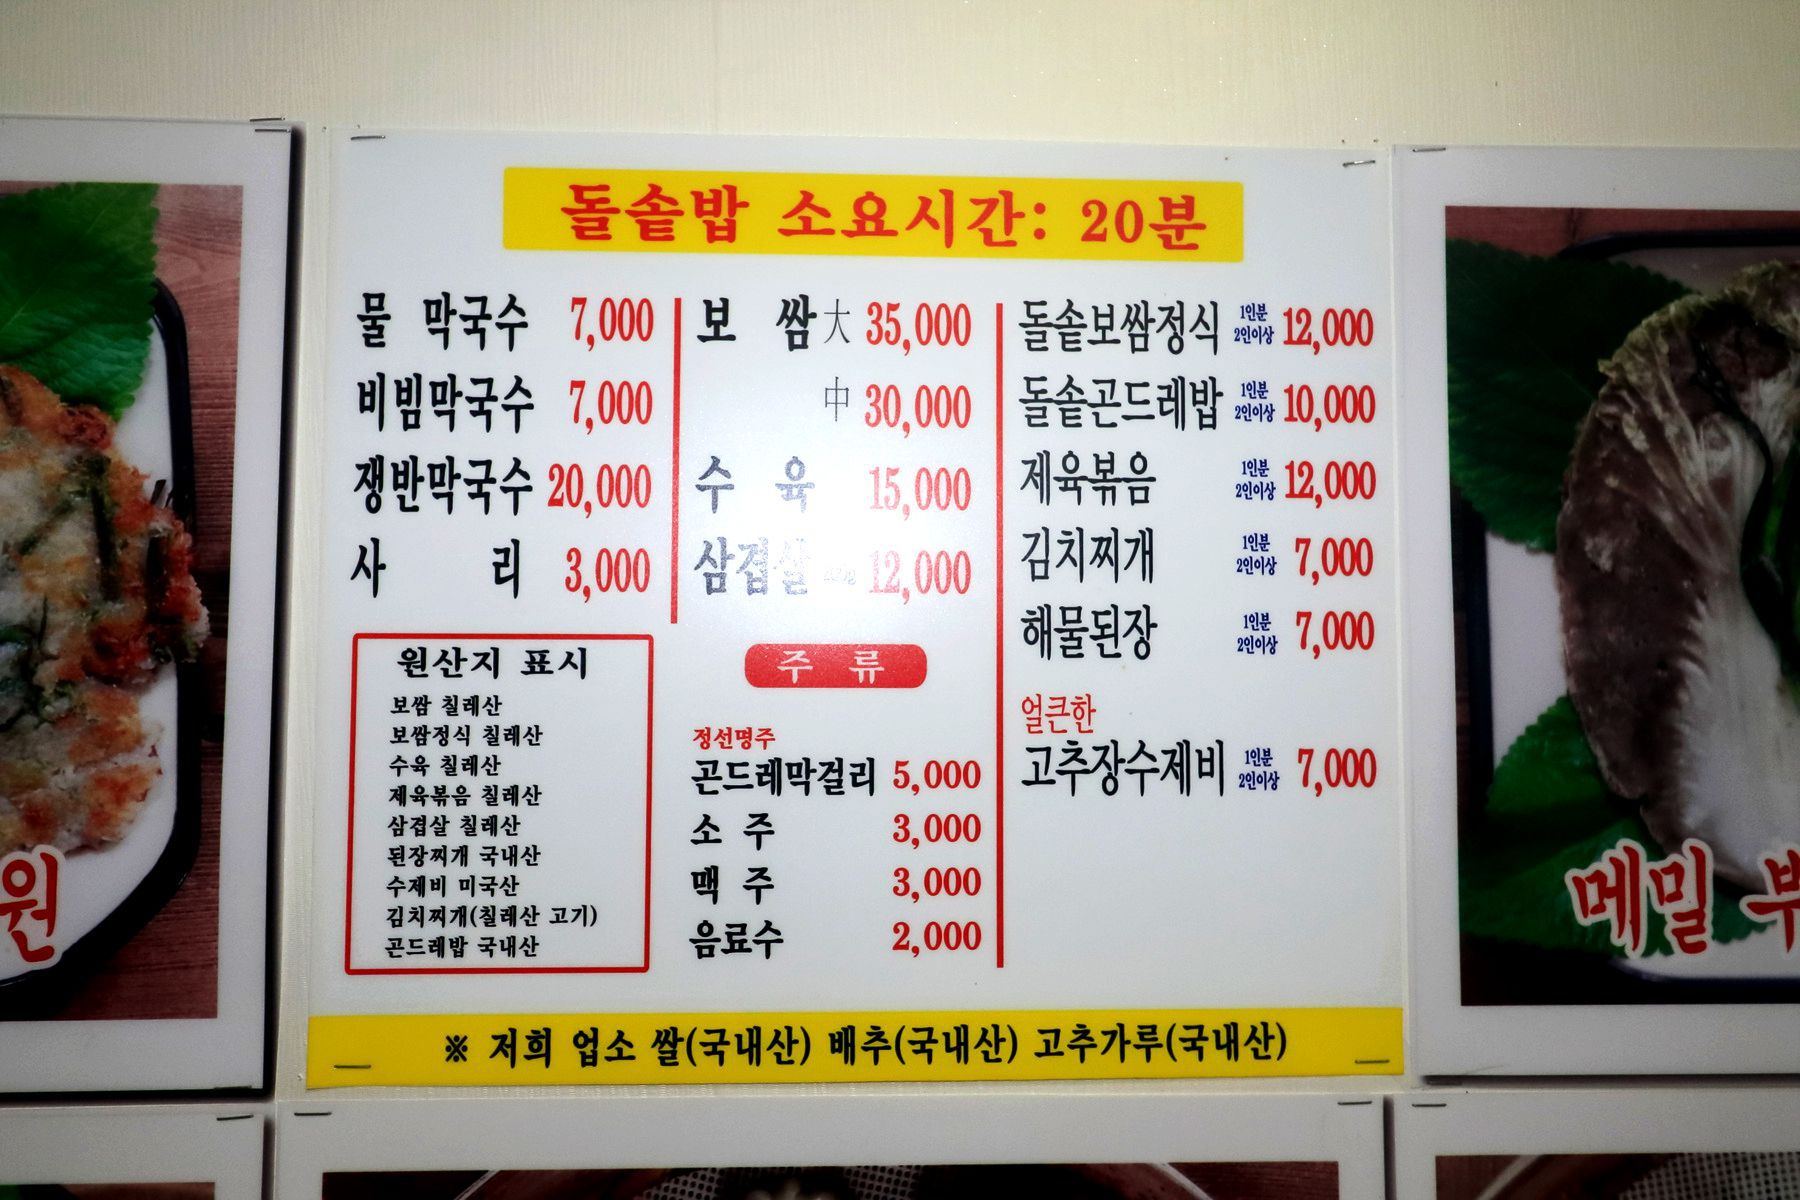 돌솥밥 소요시간: 20분
물 막국수 7,000
비빔막국수 7,000
쟁반막국수 20,000
사 리 3,000
보 쌈 大 35,000
中 30,000
수 육 15,000
삼겹살 12,000
돌솥보쌈정식 1인분 2인이상 12,000
돌솥곤드레밥 1인분 2인이상 10,000
제육볶음 1인분 2인이상 12,000
김치찌개 1인분 2인이상 7,000
해물된장 1인분 2인이상 7,000
얼큰한
고추장수제비 1인분 2인이상 7,000
원산지 표시
보쌈 칠레산
보쌈정식 칠레산
수육 칠레산
제육볶음 칠레산
삼겹살 칠레산
된장찌개 국내산
수제비 미국산
김치찌개(칠레산 고기)
곤드레밥 국내산
주 류
정선명주
곤드레막걸리 5,000
소 주 3,000
맥 주 3,000
음료수 2,000
※ 저희 업소 쌀(국내산) 배추(국내산) 고추가루(국내산)
원
메밀 부